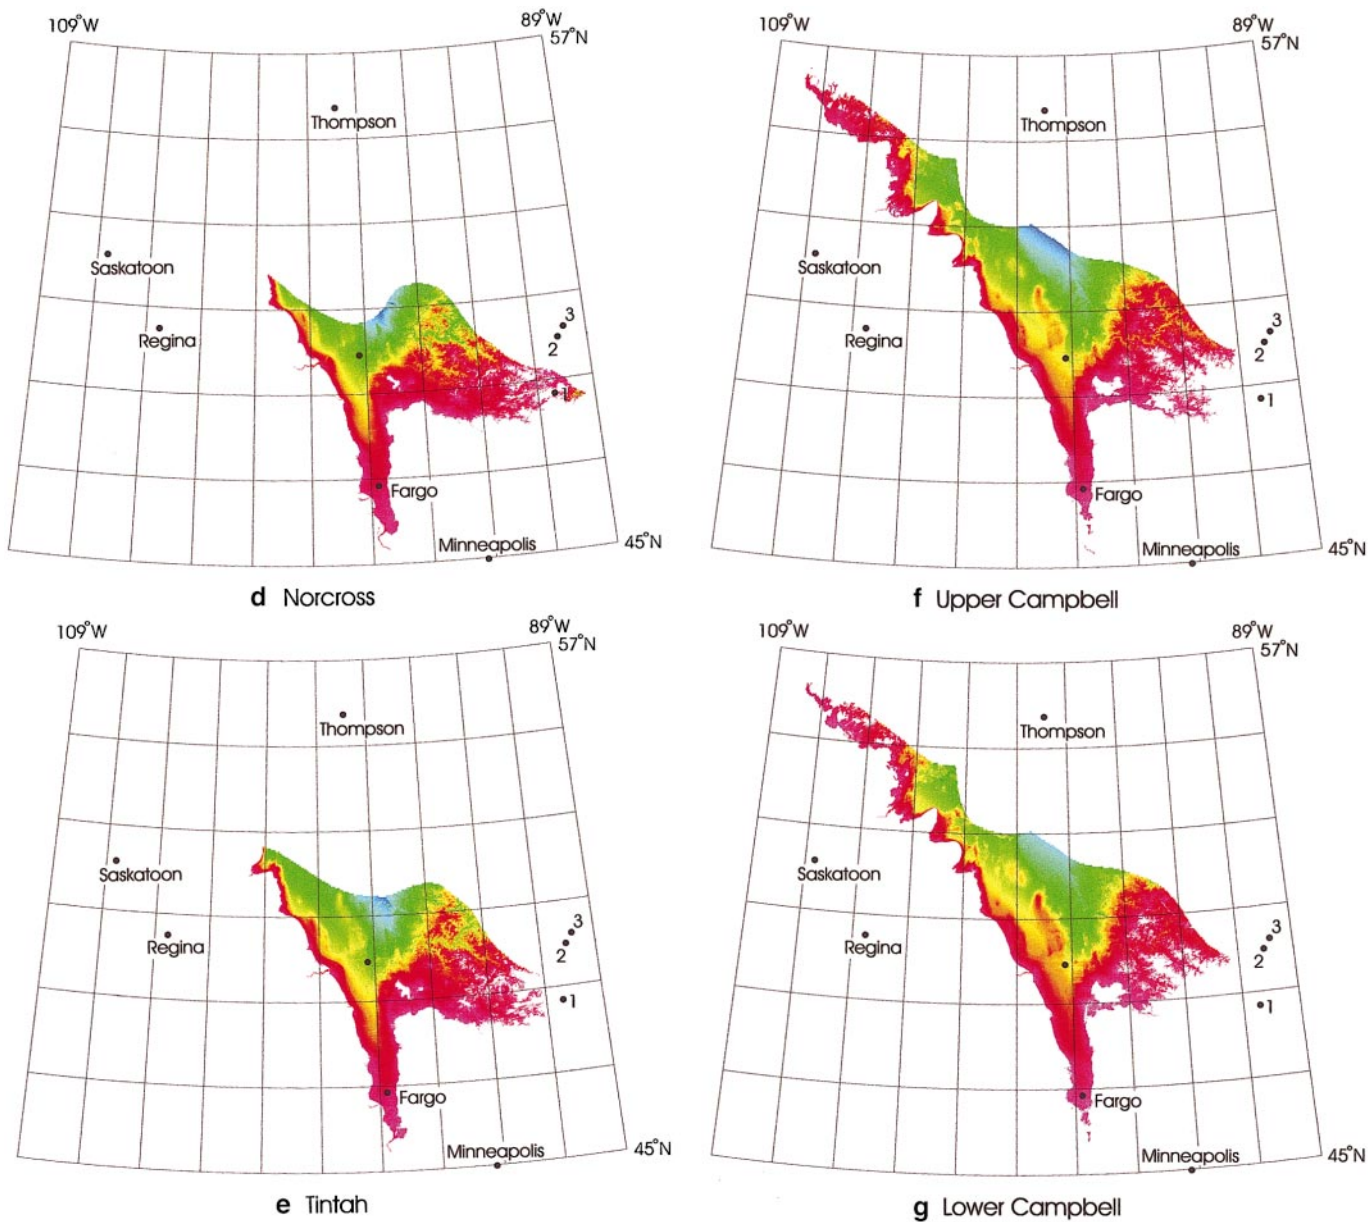 109°W
89°W
57°N
Thompson
Saskatoon
Regina
3
2
1
Fargo
Minneapolis
45°N
d Norcross
109°W
89°W
57°N
Thompson
Saskatoon
Regina
3
2
1
Fargo
Minneapolis
45°N
f Upper Campbell
109°W
89°W
57°N
Thompson
Saskatoon
Regina
3
2
1
Fargo
Minneapolis
45°N
e Tintah
109°W
89°W
57°N
Thompson
Saskatoon
Regina
3
2
1
Fargo
Minneapolis
45°N
g Lower Campbell